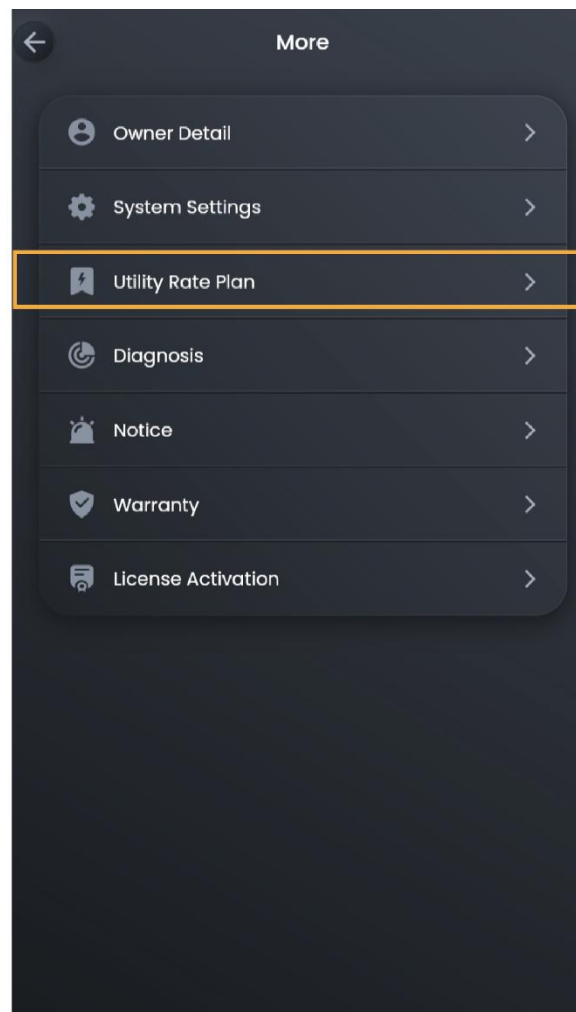 More
Owner Detail
System Settings
Utility Rate Plan
Diagnosis
Notice
Warranty
License Activation